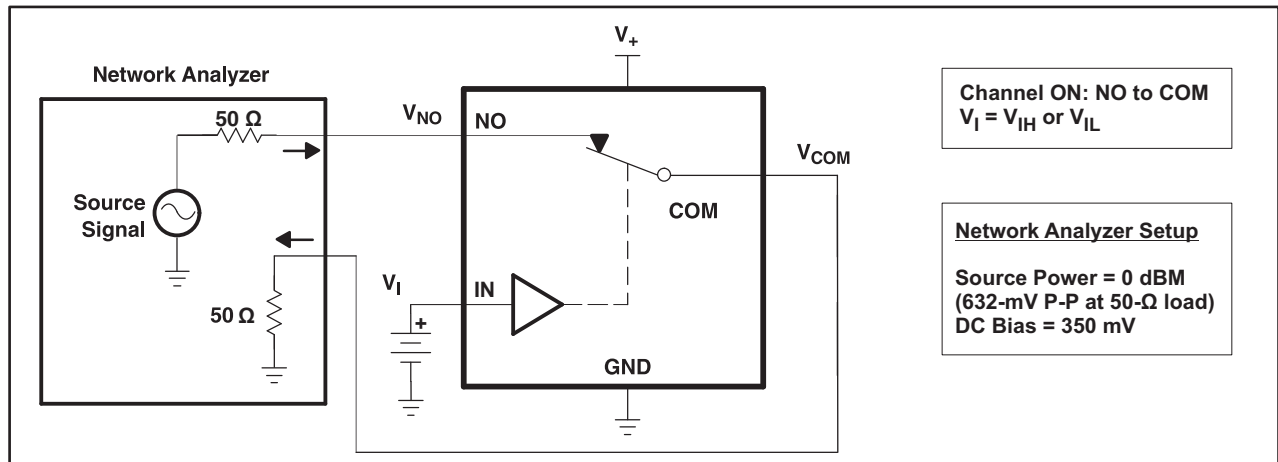 V+
Network Analyzer
50 Ω
VNO
NO
VCOM
COM
Source
Signal
50 Ω
VI
IN
+
GND
Channel ON: NO to COM
VI = VIH or VIL
Network Analyzer Setup
Source Power = 0 dBM
(632-mV P-P at 50-Ω load)
DC Bias = 350 mV